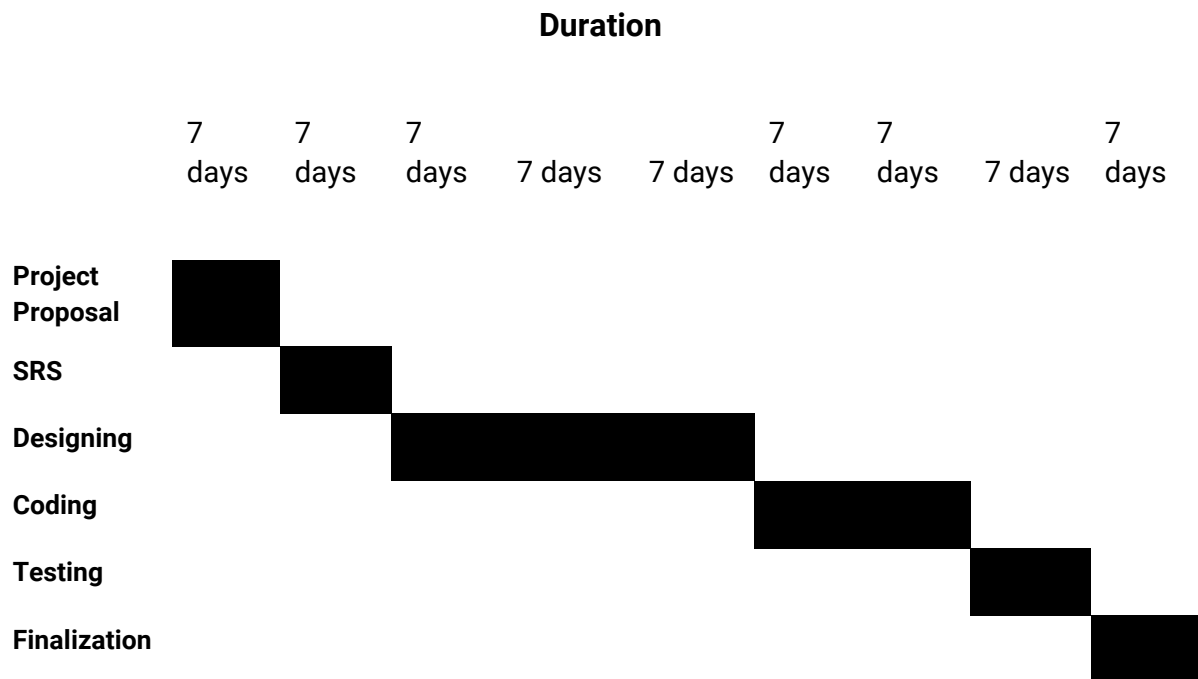 Duration
7 days
7 days
7 days
7 days
7 days
7 days
7 days
7 days
7 days
Project
Proposal
SRS
Designing
Coding
Testing
Finalization